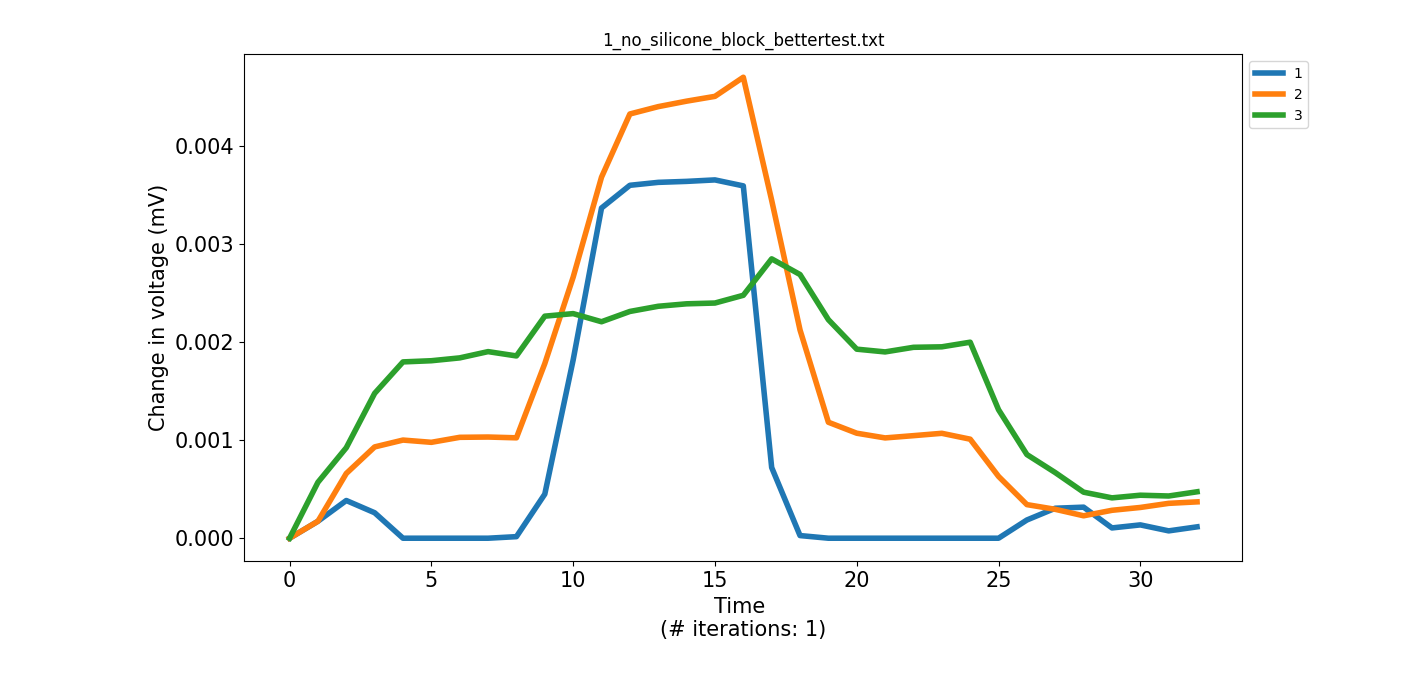 1_no_silicone_block_bettertest.txt
1
2
3
Change in voltage (mV)
0.004
0.003
0.002
0.001
0.000
0 5 10 15 20 25 30
Time
(# iterations: 1)